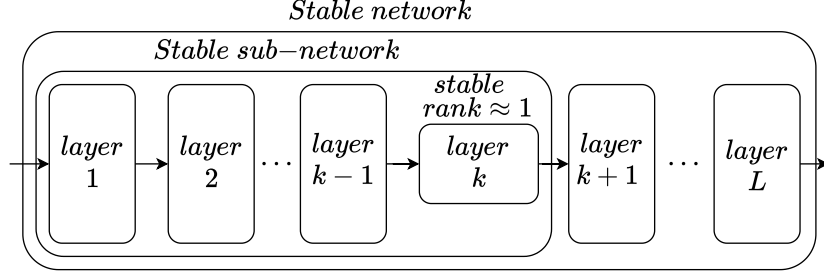 Stable network
Stable sub−network
stable
rank ≈ 1
layer
1
layer
2
···
layer
k − 1
layer
k
layer
k + 1
···
layer
L